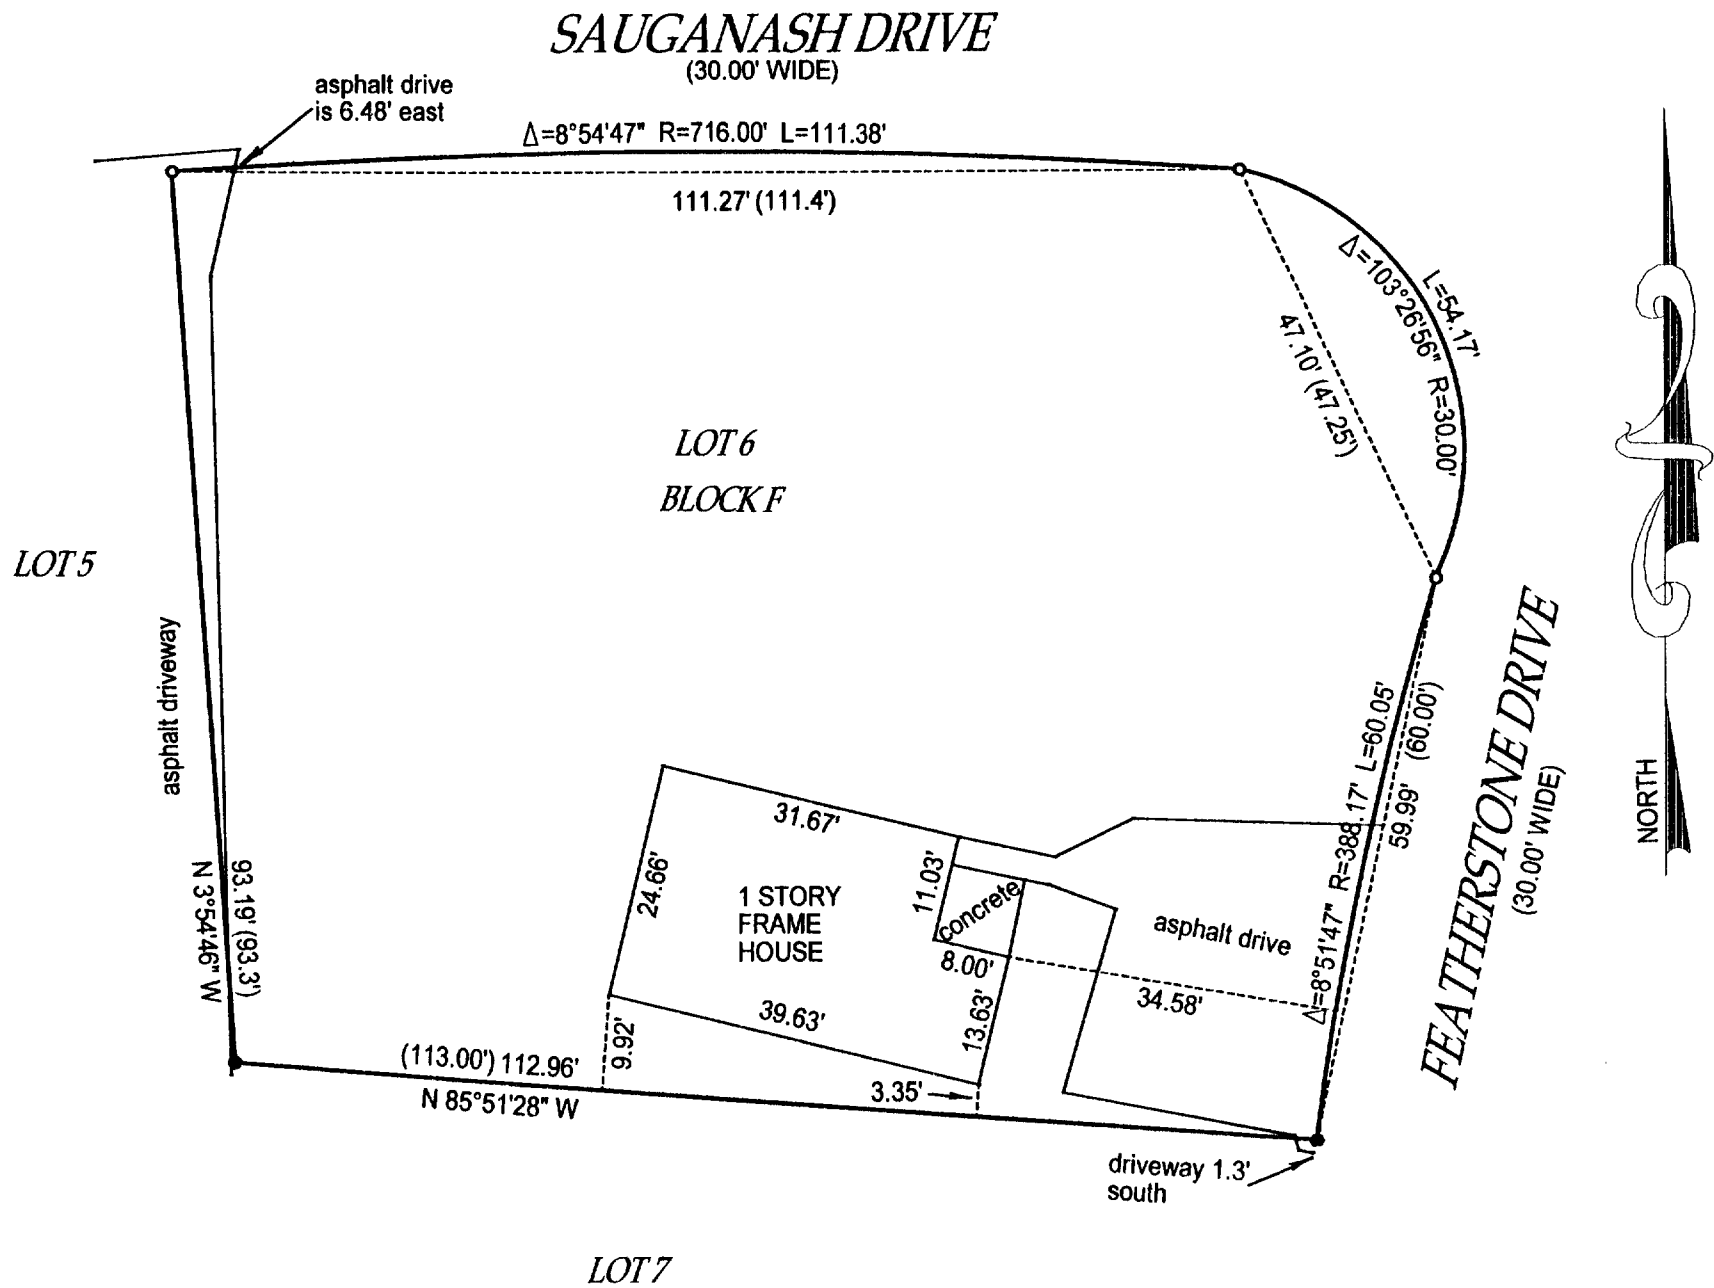 SAUGANASH DRIVE
(30.00' WIDE)
asphalt drive
is 6.48' east
Δ=8°54'47" R=716.00' L=111.38'
111.27' (111.4')
L=54.17'
Δ=103°26'56" R=30.00'
47.10' (47.25')
LOT 6
BLOCK F
LOT 5
asphalt driveway
N 3°54'46" W
93.19' (93.3')
FEATHERSTONE DRIVE
(30.00' WIDE)
NORTH
Δ=8°51'47" R=388.17' L=60.05'
59.99' (60.00')
31.67'
24.66'
11.03'
1 STORY
FRAME
HOUSE
concrete
asphalt drive
8.00'
34.58'
39.63'
13.63'
9.92'
(113.00') 112.96'
N 85°51'28" W
3.35'
driveway 1.3'
south
LOT 7